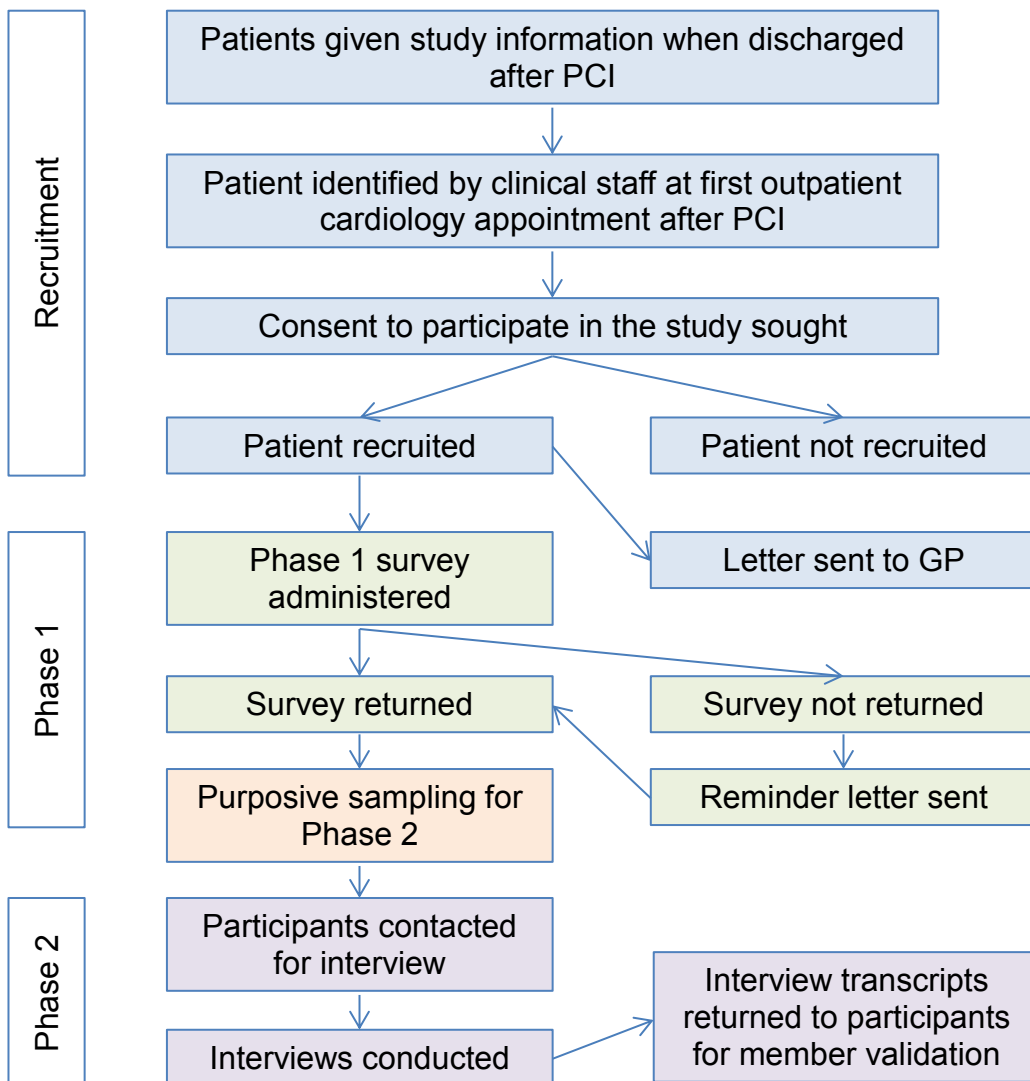 Recruitment
Patients given study information when discharged
after PCI
Patient identified by clinical staff at first outpatient
cardiology appointment after PCI
Consent to participate in the study sought
Patient recruited
Patient not recruited
Phase 1
Phase 1 survey
administered
Letter sent to GP
Survey returned
Survey not returned
Purposive sampling for
Phase 2
Reminder letter sent
Phase 2
Participants contacted
for interview
Interviews conducted
Interview transcripts
returned to participants
for member validation